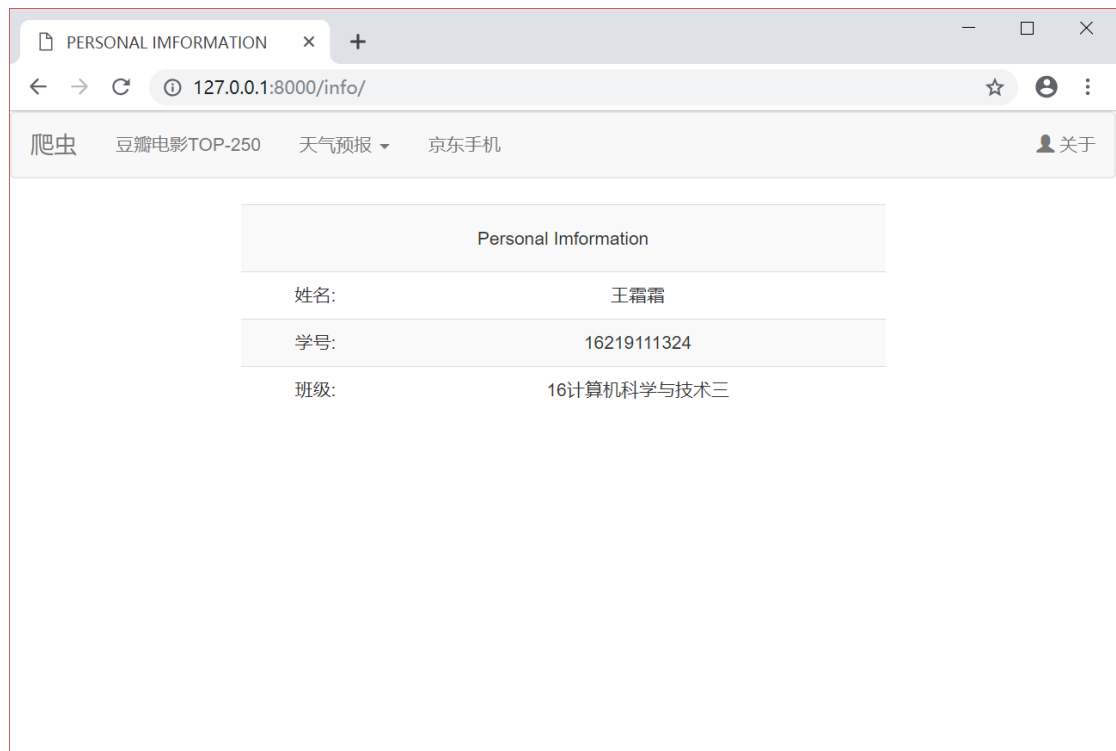 PERSONAL IMFORMATION
127.0.0.1:8000/info/
爬虫 豆瓣电影TOP-250 天气预报 京东手机 关于
Personal Imformation
姓名: 王霜霜
学号: 16219111324
班级: 16计算机科学与技术三